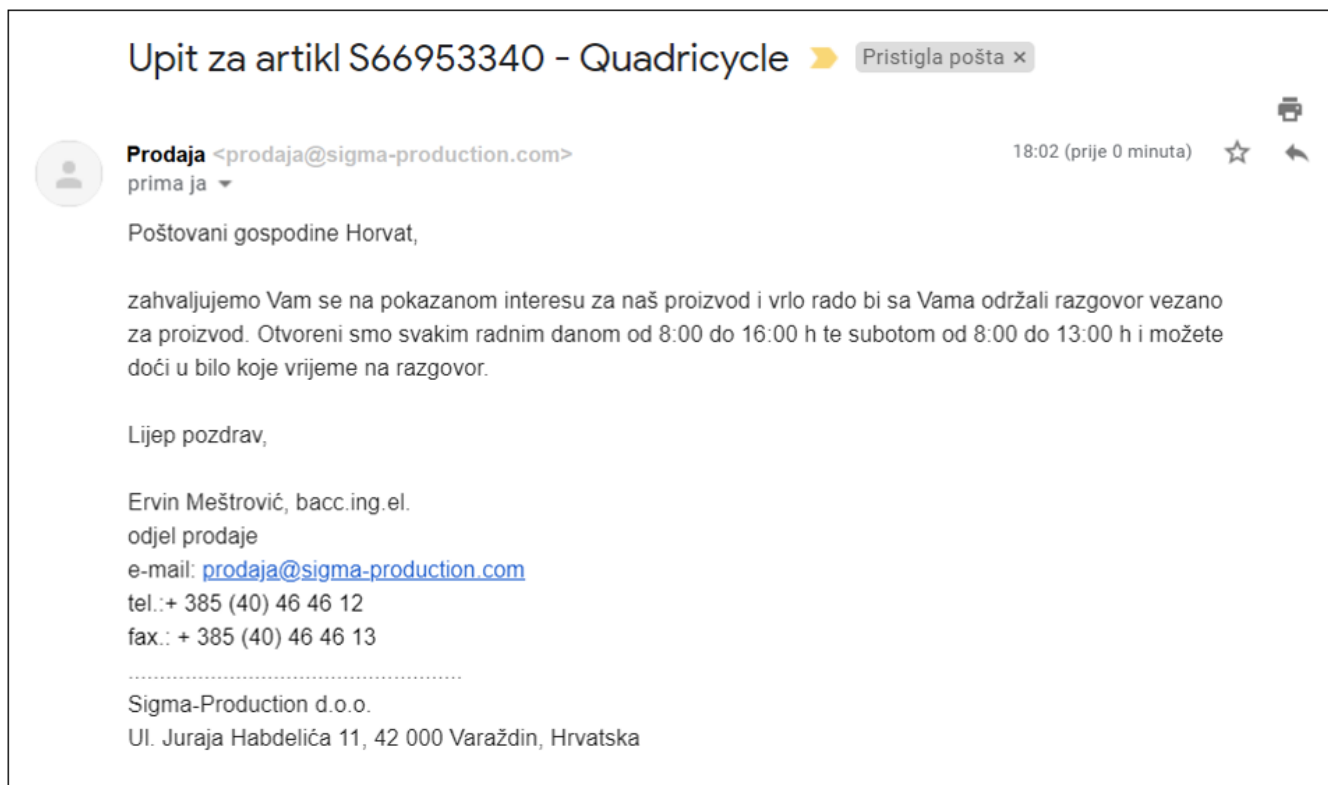 Upit za artikl S66953340 - Quadricycle Pristigla pošta ×
Prodaja <prodaja@sigma-production.com> 18:02 (prije 0 minuta)
prima ja
Poštovani gospodine Horvat,
zahvaljujemo Vam se na pokazanom interesu za naš proizvod i vrlo rado bi sa Vama održali razgovor vezano
za proizvod. Otvoreni smo svakim radnim danom od 8:00 do 16:00 h te subotom od 8:00 do 13:00 h i možete
doći u bilo koje vrijeme na razgovor.
Lijep pozdrav,
Ervin Meštrović, bacc.ing.el.
odjel prodaje
e-mail: prodaja@sigma-production.com
tel.:+ 385 (40) 46 46 12
fax.: + 385 (40) 46 46 13
.....................................................
Sigma-Production d.o.o.
Ul. Juraja Habdelića 11, 42 000 Varaždin, Hrvatska